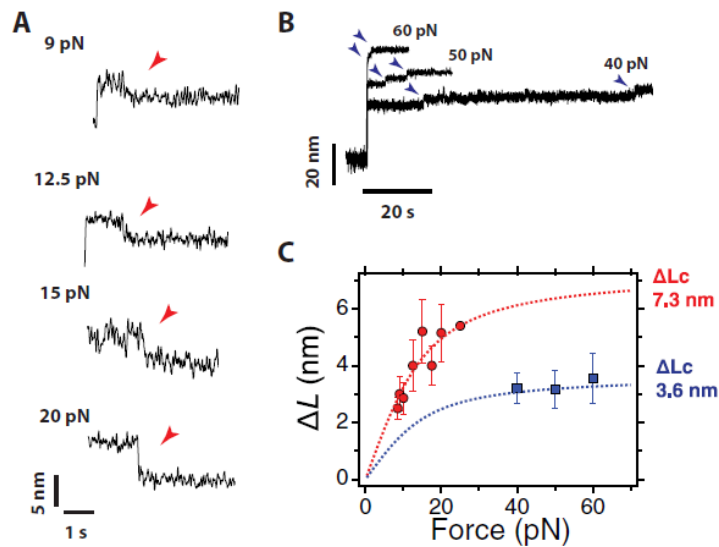 A
9 pN
12.5 pN
15 pN
20 pN
5 nm
1 s
B
60 pN
50 pN
40 pN
20 nm
20 s
C
ΔLc
7.3 nm
ΔLc
3.6 nm
6
4
2
0
ΔL (nm)
0 20 40 60
Force (pN)